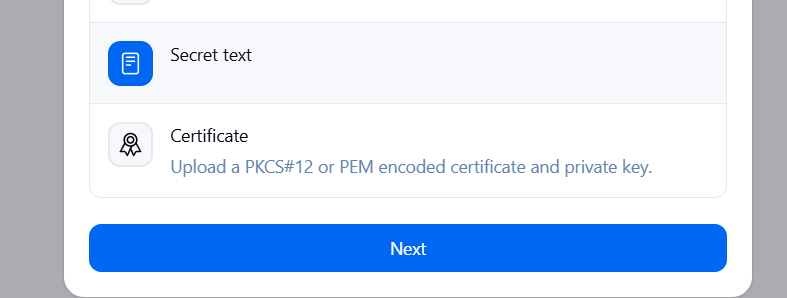 Secret text
Certificate
Upload a PKCS#12 or PEM encoded certificate and private key.
Next